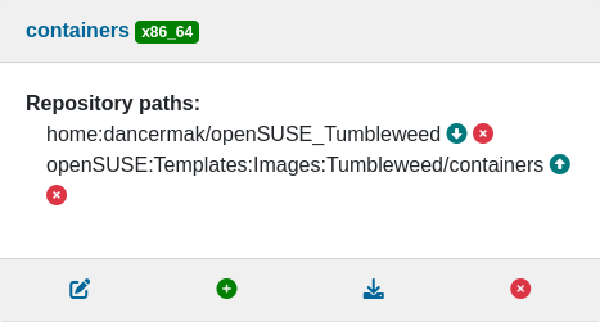 containers x86_64
Repository paths:
home:dancermak/openSUSE_Tumbleweed
openSUSE:Templates:Images:Tumbleweed/containers